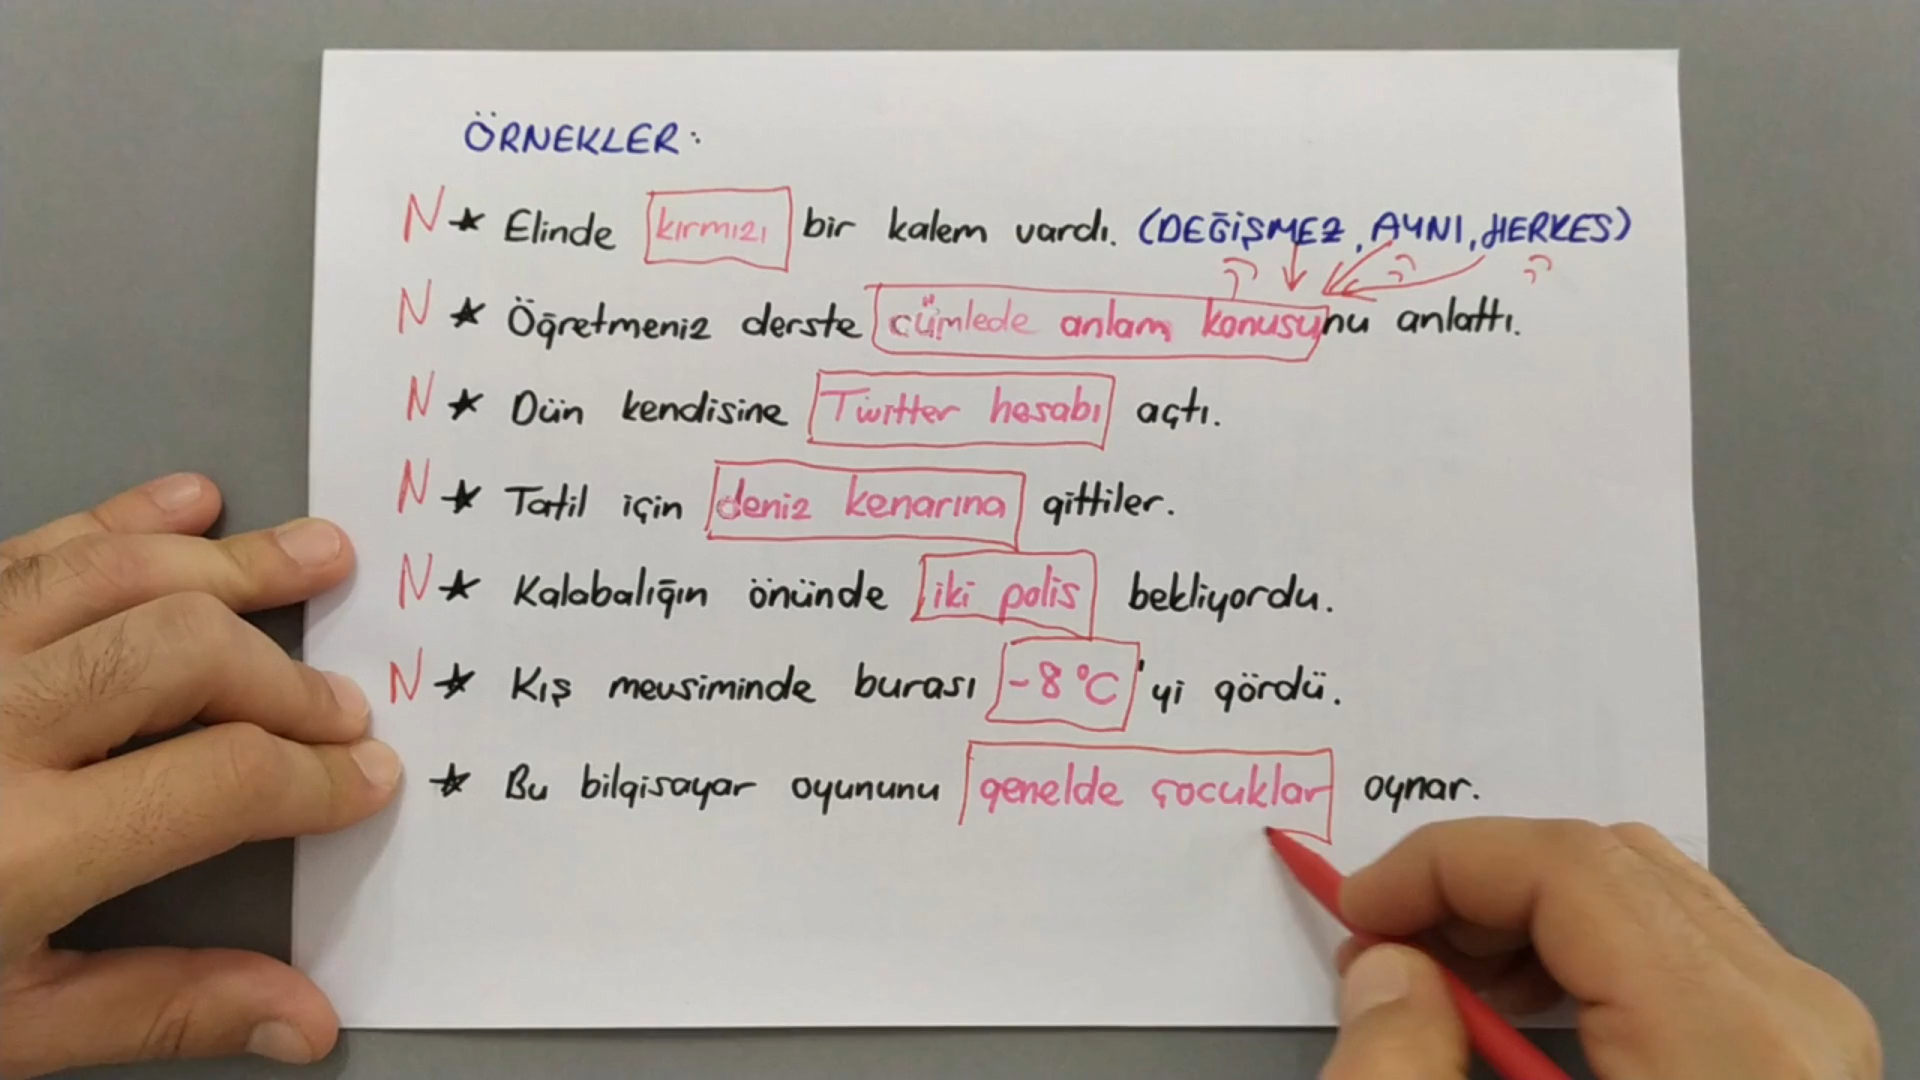 ÖRNEKLER:
N ★ Elinde kırmızı bir kalem vardı. (DEĞİŞMEZ, AYNI, HERKES)
N ★ Öğretmeniz derste cümlede anlam konusunu anlattı.
N ★ Dün kendisine Twitter hesabı açtı.
N ★ Tatil için deniz kenarına gittiler.
N ★ Kalabalığın önünde iki polis bekliyordu.
N ★ Kış mevsiminde burası -8 °C'yi gördü.
★ Bu bilgisayar oyununu genelde çocuklar oynar.